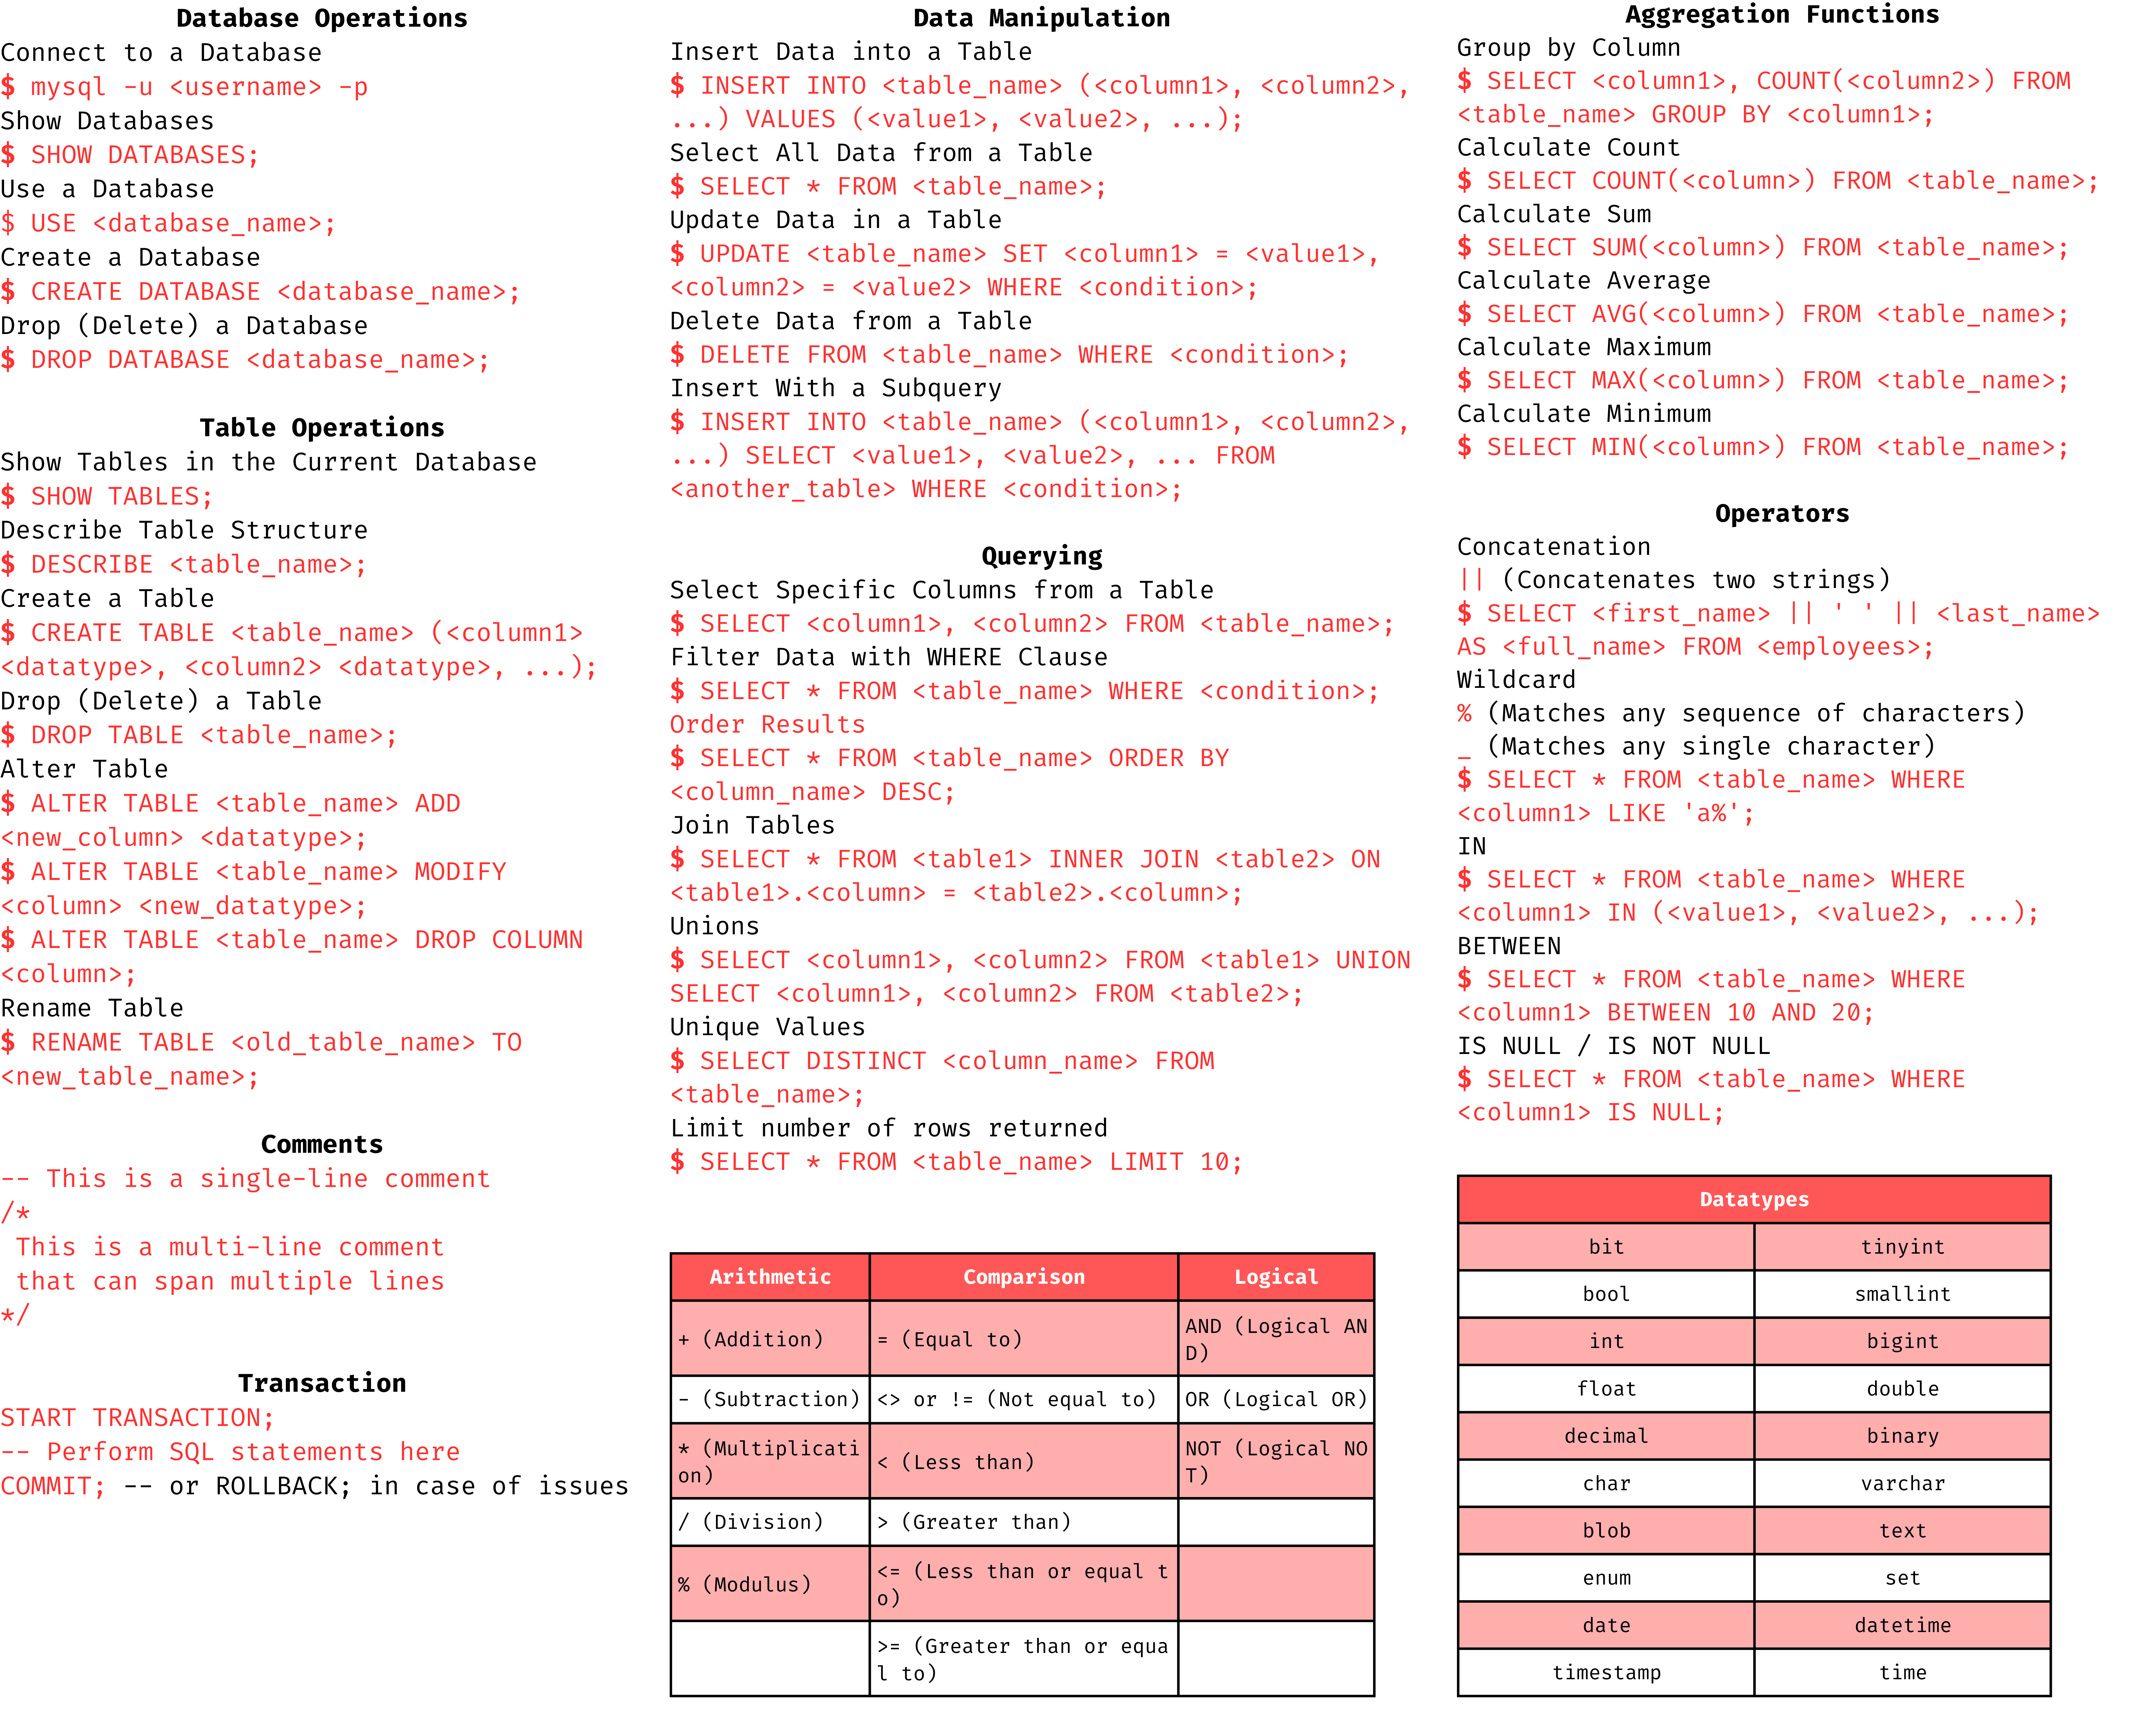 Database Operations
Connect to a Database
$ mysql -u <username> -p
Show Databases
$ SHOW DATABASES;
Use a Database
$ USE <database_name>;
Create a Database
$ CREATE DATABASE <database_name>;
Drop (Delete) a Database
$ DROP DATABASE <database_name>;
Table Operations
Show Tables in the Current Database
$ SHOW TABLES;
Describe Table Structure
$ DESCRIBE <table_name>;
Create a Table
$ CREATE TABLE <table_name> (<column1>
<datatype>, <column2> <datatype>, ...);
Drop (Delete) a Table
$ DROP TABLE <table_name>;
Alter Table
$ ALTER TABLE <table_name> ADD
<new_column> <datatype>;
$ ALTER TABLE <table_name> MODIFY
<column> <new_datatype>;
$ ALTER TABLE <table_name> DROP COLUMN
<column>;
Rename Table
$ RENAME TABLE <old_table_name> TO
<new_table_name>;
Comments
-- This is a single-line comment
/*
This is a multi-line comment
that can span multiple lines
*/
Transaction
START TRANSACTION;
-- Perform SQL statements here
COMMIT; -- or ROLLBACK; in case of issues
Data Manipulation
Insert Data into a Table
$ INSERT INTO <table_name> (<column1>, <column2>,
...) VALUES (<value1>, <value2>, ...);
Select All Data from a Table
$ SELECT * FROM <table_name>;
Update Data in a Table
$ UPDATE <table_name> SET <column1> = <value1>,
<column2> = <value2> WHERE <condition>;
Delete Data from a Table
$ DELETE FROM <table_name> WHERE <condition>;
Insert With a Subquery
$ INSERT INTO <table_name> (<column1>, <column2>,
...) SELECT <value1>, <value2>, ... FROM
<another_table> WHERE <condition>;
Querying
Select Specific Columns from a Table
$ SELECT <column1>, <column2> FROM <table_name>;
Filter Data with WHERE Clause
$ SELECT * FROM <table_name> WHERE <condition>;
Order Results
$ SELECT * FROM <table_name> ORDER BY
<column_name> DESC;
Join Tables
$ SELECT * FROM <table1> INNER JOIN <table2> ON
<table1>.<column> = <table2>.<column>;
Unions
$ SELECT <column1>, <column2> FROM <table1> UNION
SELECT <column1>, <column2> FROM <table2>;
Unique Values
$ SELECT DISTINCT <column_name> FROM
<table_name>;
Limit number of rows returned
$ SELECT * FROM <table_name> LIMIT 10;
Arithmetic Comparison Logical
+ (Addition) = (Equal to) AND (Logical AN
D)
- (Subtraction) <> or != (Not equal to) OR (Logical OR)
* (Multiplicati < (Less than) NOT (Logical NO
on) T)
/ (Division) > (Greater than)
% (Modulus) <= (Less than or equal t
o)
>= (Greater than or equa
l to)
Aggregation Functions
Group by Column
$ SELECT <column1>, COUNT(<column2>) FROM
<table_name> GROUP BY <column1>;
Calculate Count
$ SELECT COUNT(<column>) FROM <table_name>;
Calculate Sum
$ SELECT SUM(<column>) FROM <table_name>;
Calculate Average
$ SELECT AVG(<column>) FROM <table_name>;
Calculate Maximum
$ SELECT MAX(<column>) FROM <table_name>;
Calculate Minimum
$ SELECT MIN(<column>) FROM <table_name>;
Operators
Concatenation
|| (Concatenates two strings)
$ SELECT <first_name> || ' ' || <last_name>
AS <full_name> FROM <employees>;
Wildcard
% (Matches any sequence of characters)
_ (Matches any single character)
$ SELECT * FROM <table_name> WHERE
<column1> LIKE 'a%';
IN
$ SELECT * FROM <table_name> WHERE
<column1> IN (<value1>, <value2>, ...);
BETWEEN
$ SELECT * FROM <table_name> WHERE
<column1> BETWEEN 10 AND 20;
IS NULL / IS NOT NULL
$ SELECT * FROM <table_name> WHERE
<column1> IS NULL;
Datatypes
bit tinyint
bool smallint
int bigint
float double
decimal binary
char varchar
blob text
enum set
date datetime
timestamp time